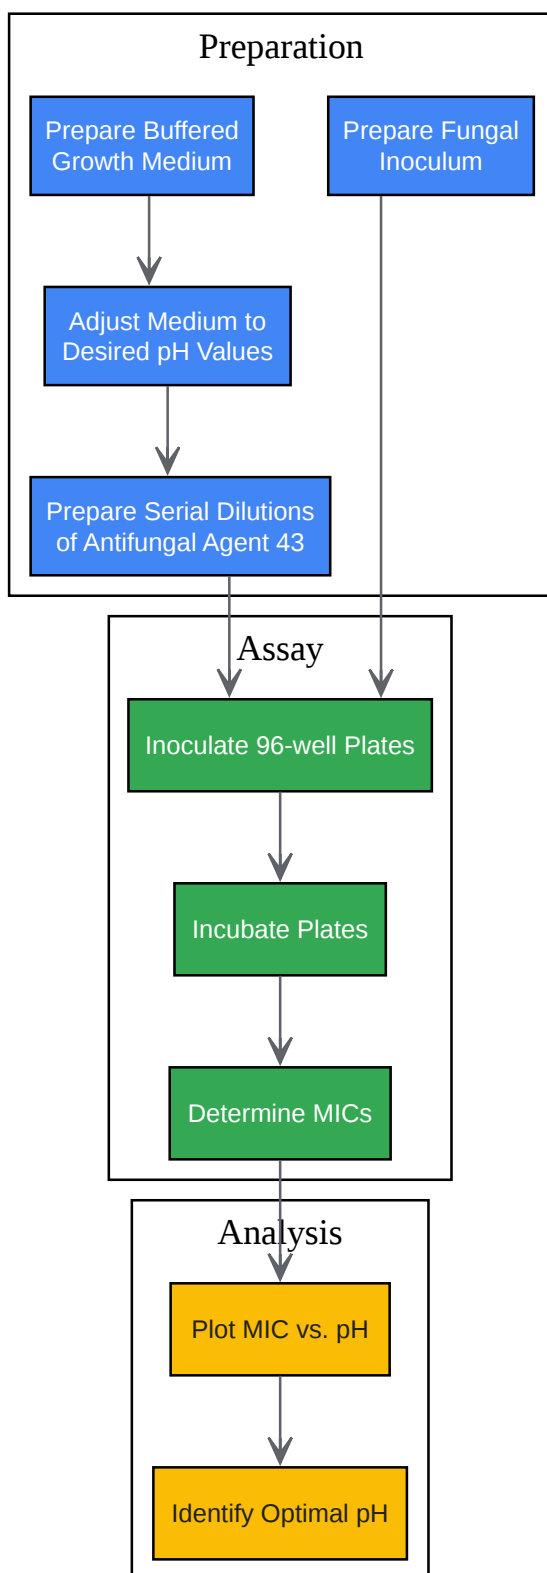 Preparation
Prepare Buffered
Growth Medium
Prepare Fungal
Inoculum
Adjust Medium to
Desired pH Values
Prepare Serial Dilutions
of Antifungal Agent 43
Assay
Inoculate 96-well Plates
Incubate Plates
Determine MICs
Analysis
Plot MIC vs. pH
Identify Optimal pH